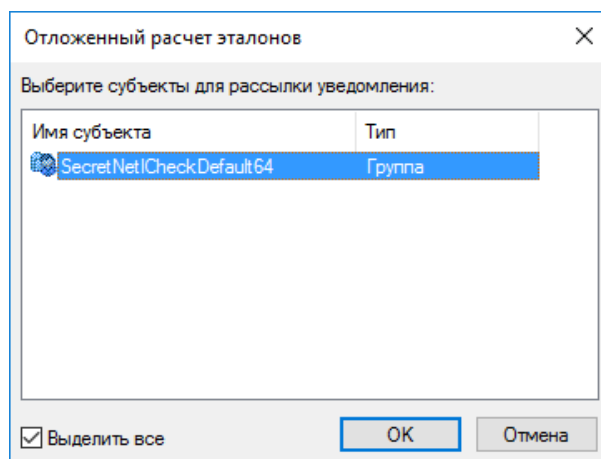 Отложенный расчет эталонов
Выберите субъекты для рассылки уведомления:
Имя субъекта Тип
SecretNetICheckDefault64 Группа
Выделить все OK Отмена